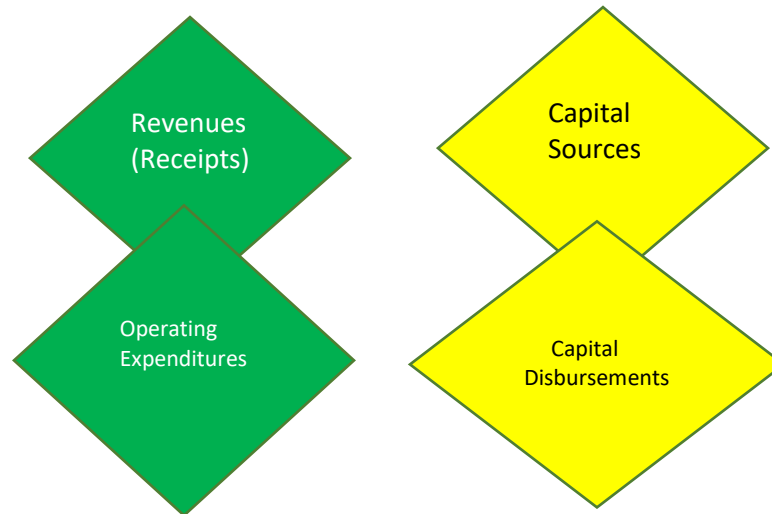 Revenues
(Receipts)
Capital
Sources
Operating
Expenditures
Capital
Disbursements